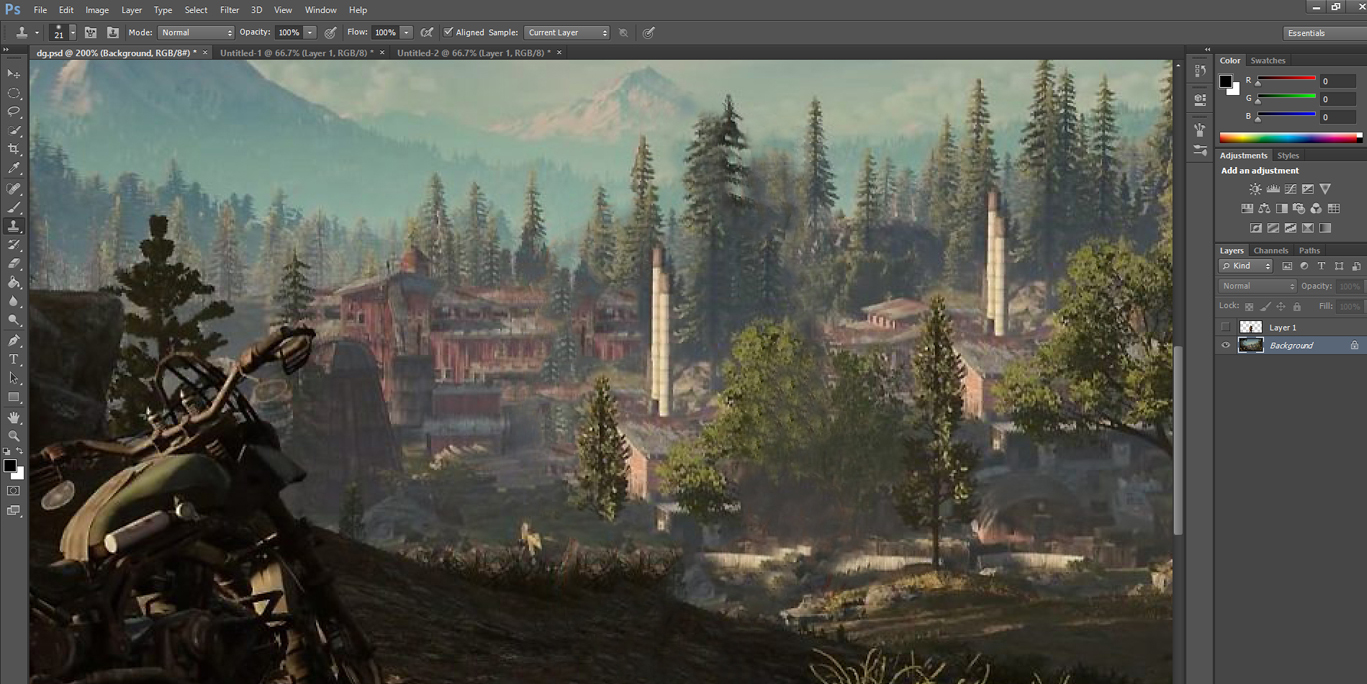 Ps File Edit Image Layer Type Select Filter 3D View Window Help
21 Mode: Normal Opacity: 100% Flow: 100% Aligned Sample: Current Layer Essentials
dg.psd @ 200% (Background, RGB/8#) * × Untitled-1 @ 66.7% (Layer 1, RGB/8) * × Untitled-2 @ 66.7% (Layer 1, RGB/8) * ×
Color Swatches
R 0
G 0
B 0
Adjustments Styles
Add an adjustment
Layers Channels Paths
Kind
Normal Opacity: 100%
Lock: Fill: 100%
Layer 1
Background